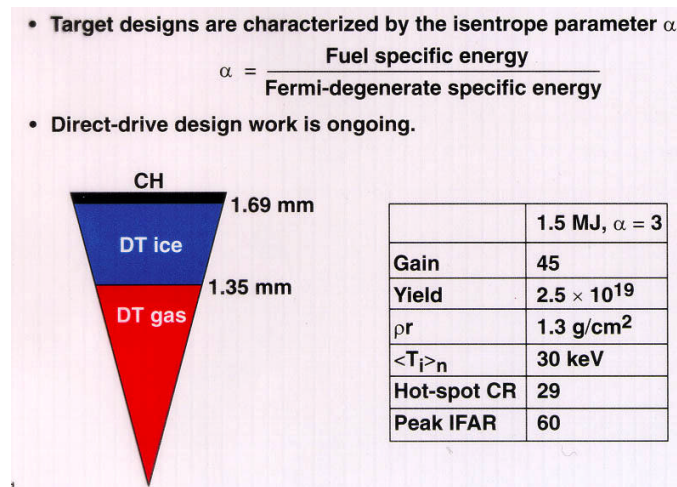 • Target designs are characterized by the isentrope parameter α
α = Fuel specific energy
Fermi-degenerate specific energy
• Direct-drive design work is ongoing.
CH
1.69 mm
DT ice
1.35 mm
DT gas
1.5 MJ, α = 3
Gain 45
Yield 2.5 × 10¹⁹
ρr 1.3 g/cm²
<Tᵢ>ₙ 30 keV
Hot-spot CR 29
Peak IFAR 60